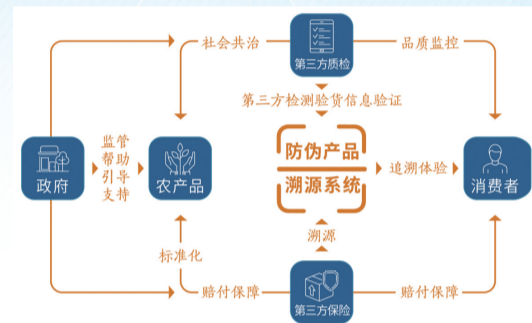 社会共治
第三方质检
品质监控
第三方检测验货信息验证
政府
监管
帮助
引导
支持
农产品
防伪产品
溯源系统
追溯体验
消费者
标准化
溯源
赔付保障
第三方保险
赔付保障